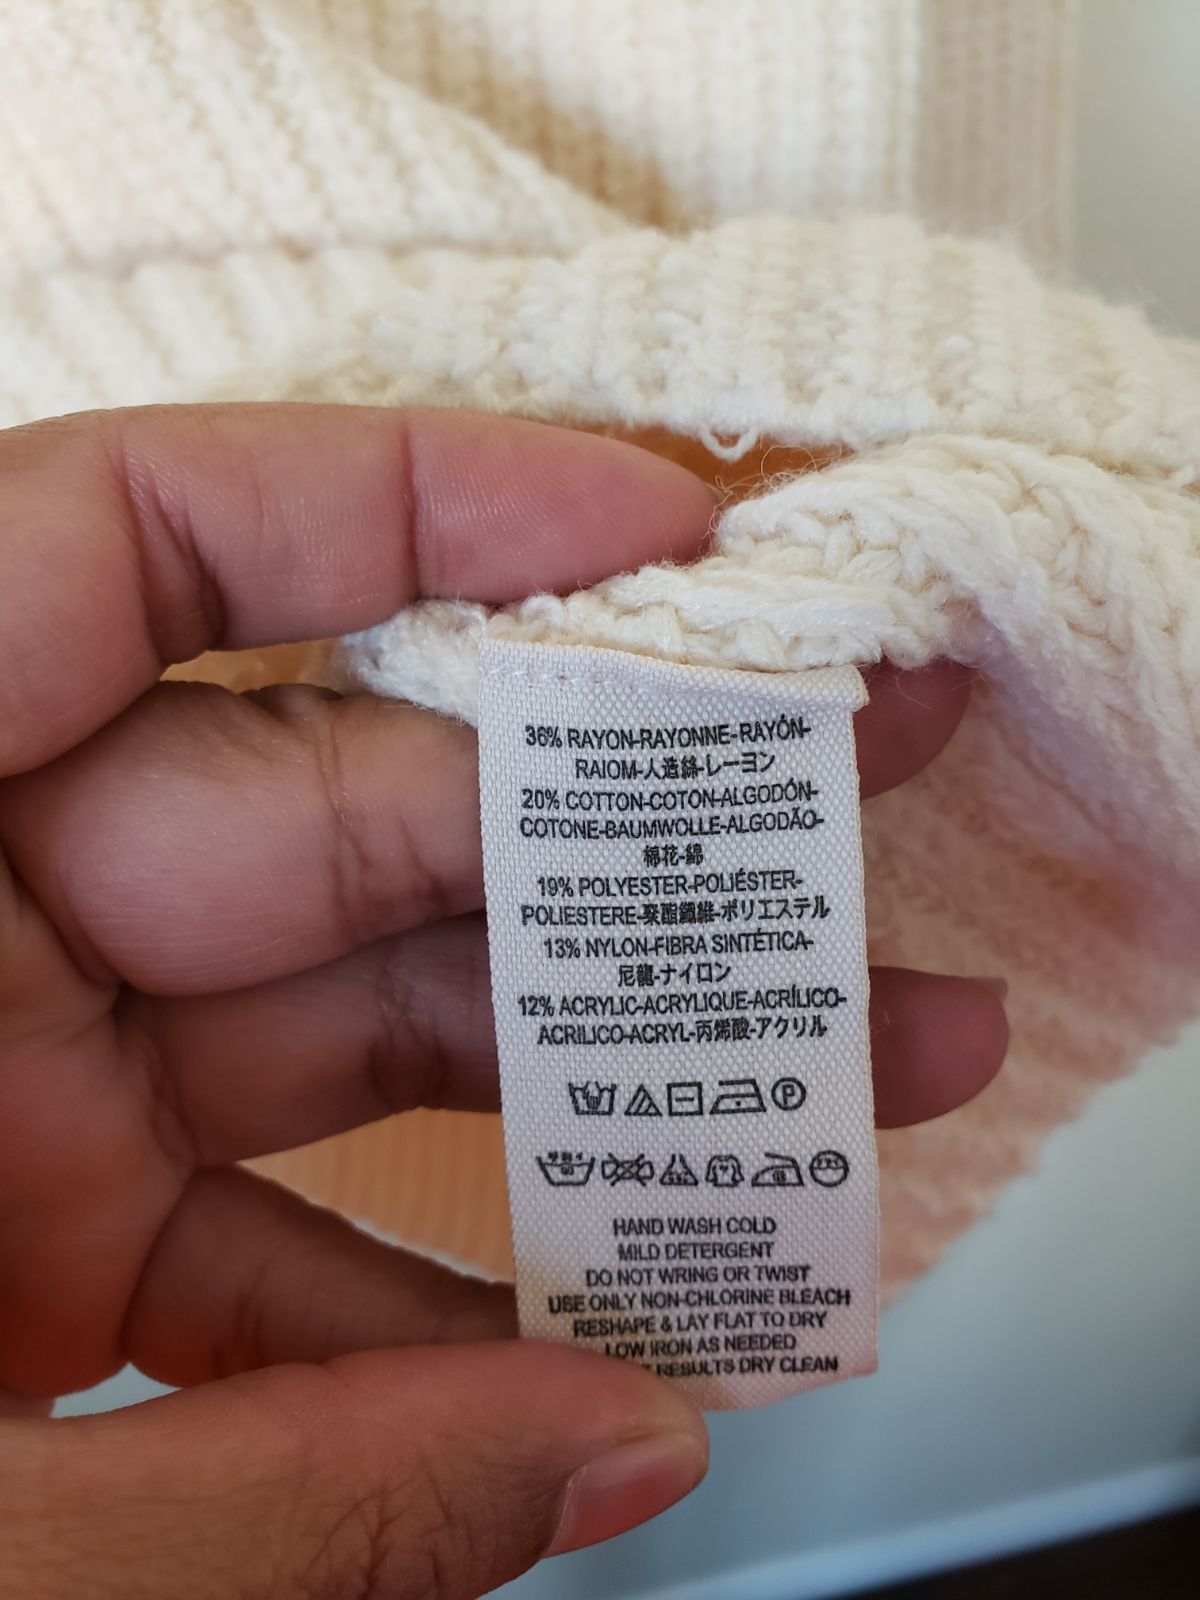 36% RAYON-RAYONNE-RAYÓN-
RAIOM-人造絲-レーヨン
20% COTTON-COTON-ALGODÓN-
COTONE-BAUMWOLLE-ALGODÃO-
棉花-綿
19% POLYESTER-POLIÉSTER-
POLIESTERE-聚酯纖維-ポリエステル
13% NYLON-FIBRA SINTÉTICA-
尼龍-ナイロン
12% ACRYLIC-ACRYLIQUE-ACRÍLICO-
ACRILICO-ACRYL-丙烯酸-アクリル
P
HAND WASH COLD
MILD DETERGENT
DO NOT WRING OR TWIST
USE ONLY NON-CHLORINE BLEACH
RESHAPE & LAY FLAT TO DRY
LOW IRON AS NEEDED
RESULTS DRY CLEAN